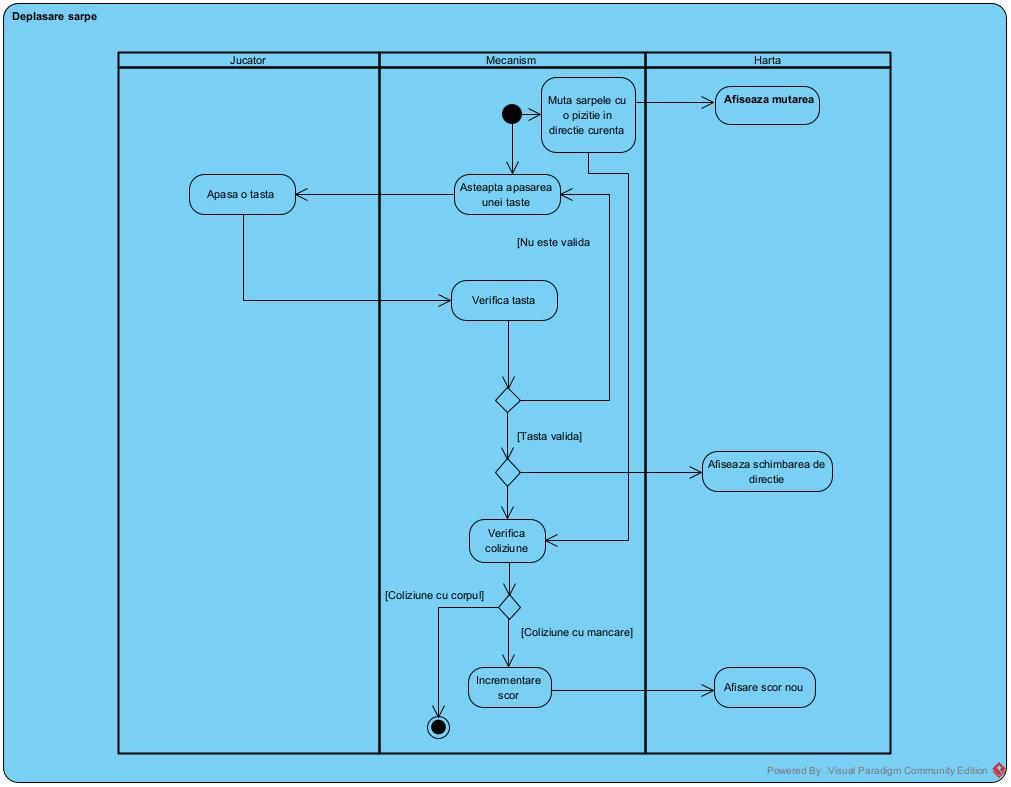 Deplasare sarpe
Jucator
Mecanism
Harta
Muta sarpele cu
o pizitie in
directie curenta
Afiseaza mutarea
Apasa o tasta
Asteapta apasarea
unei taste
[Nu este valida
Verifica tasta
[Tasta valida]
Afiseaza schimbarea de
directie
Verifica
coliziune
[Coliziune cu corpul]
[Coliziune cu mancare]
Incrementare
scor
Afisare scor nou
Powered By Visual Paradigm Community Edition